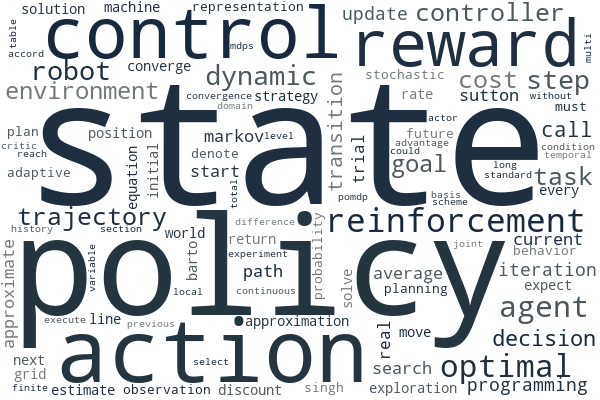 solution machine representation
update controller
table
control
mdps
reward
multi
accord
robot converge
dynamic
stochastic
cost step
environment
convergence strategy
rate
sutton without
domain
must
state
plan position
markov level
transition
trial
future
actor
call condition
critic
advantage
temporal
reach
denote
could
goal
long
adaptive
equation
initial
start
total
standard
task
pomdp
basis
every
scheme
trajectory
reinforcement
history section
world
difference
probability
current joint
policy
approximate
variable
barto
return
experiment
behavior
path
solve
average
iteration
local
continuous
planning
expect
agent
execute line previous
approximation
real
move
decision
action
next
select
search
optimal
grid
finite estimate observation discount singh exploration programming